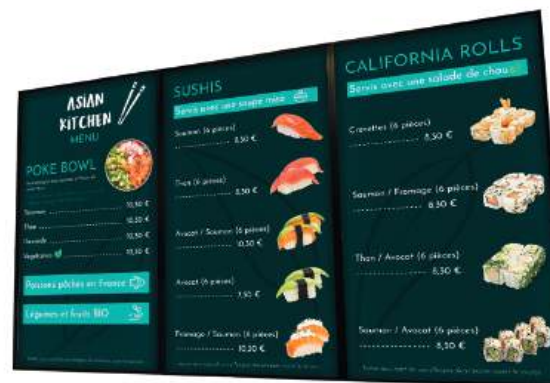 ASIAN
KITCHEN
MENU
POKE BOWL
Saumon 10,50 €
Thon 10,50 €
10,50 €
Végétarien 10,50 €
Poissons pêchés en France
Légumes et fruits BIO
SUSHIS
Servis avec une soupe miso
Saumon (6 pièces)
8,50 €
Thon (6 pièces)
8,50 €
Avocat / Saumon (6 pièces)
10,50 €
Avocat (6 pièces)
7,50 €
Fromage / Saumon (6 pièces)
10,50 €
CALIFORNIA ROLLS
Servis avec une salade de chou
Crevettes (6 pièces)
8,50 €
Saumon / Fromage (6 pièces)
8,50 €
Thon / Avocat (6 pièces)
8,50 €
Saumon / Avocat (6 pièces)
8,50 €